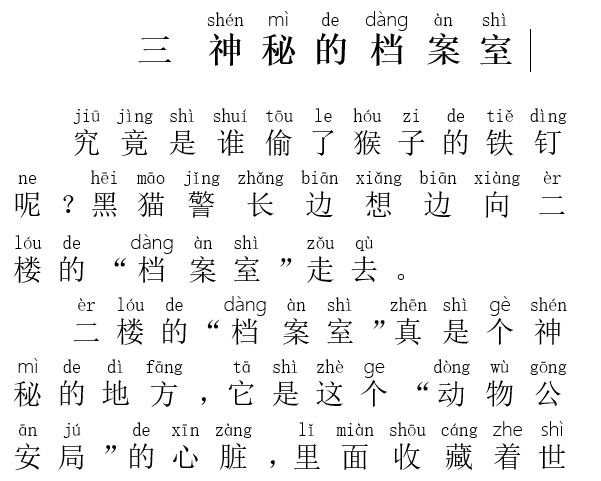 shén mì de dàng àn shì
三 神秘的档案室
jiū jìng shì shuí tōu le hóu zi de tiě dìng
究竟是谁偷了猴子的铁钉
ne hēi māo jǐng zhǎng biān xiǎng biān xiàng èr
呢？黑猫警长边想边向二
lóu de dàng àn shì zǒu qù
楼的“档案室”走去。
èr lóu de dàng àn shì zhēn shì gè shén
二楼的“档案室”真是个神
mì de dì fāng tā shì zhè ge dòng wù gōng
秘的地方，它是这个“动物公
ān jú de xīn zàng lǐ miàn shōu cáng zhe shì
安局”的心脏，里面收藏着世